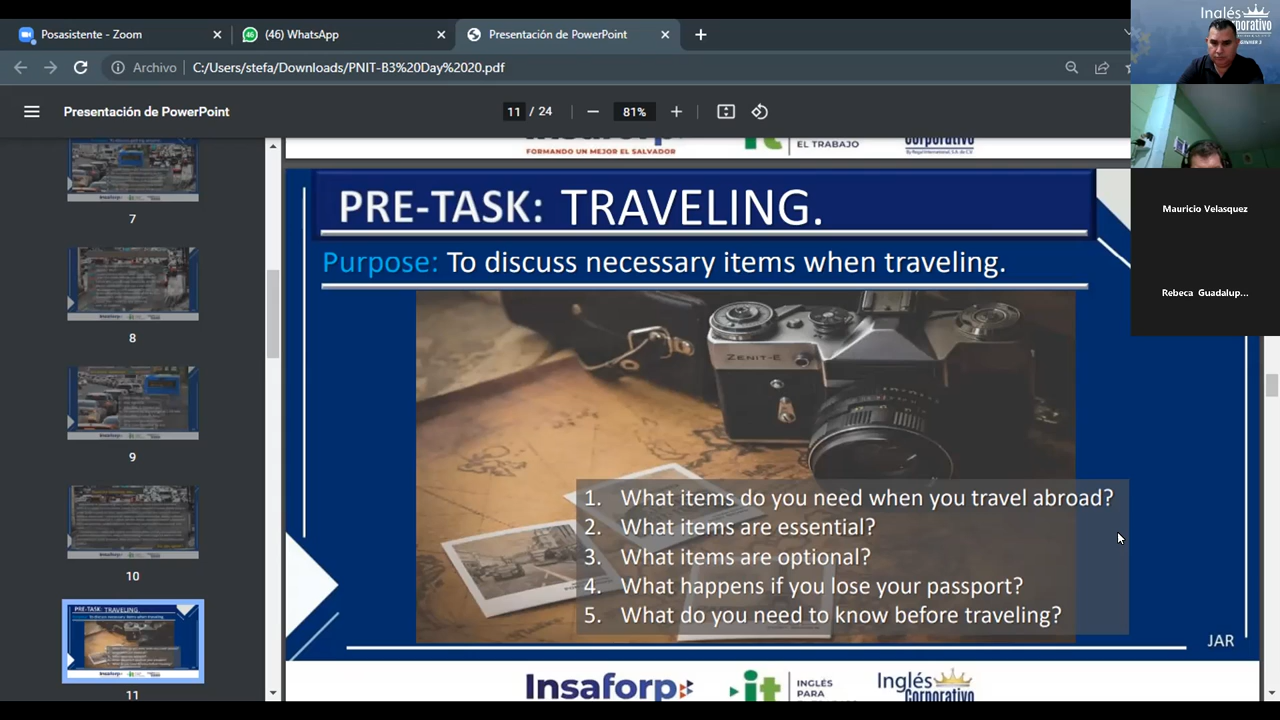 Posasistente - Zoom
(46) WhatsApp
Presentación de PowerPoint
Archivo
C:/Users/stefa/Downloads/PNIT-B3%20Day%2020.pdf
Presentación de PowerPoint
11 / 24
81%
7
8
9
10
11
FORMANDO UN MEJOR EL SALVADOR
EL TRABAJO
PRE-TASK: TRAVELING.
Purpose: To discuss necessary items when traveling.
ZENIT-E
1. What items do you need when you travel abroad?
2. What items are essential?
3. What items are optional?
4. What happens if you lose your passport?
5. What do you need to know before traveling?
JAR
Insaforp
it
INGLÉS
PARA
Inglés
Corporativo
Inglés
Corporativo
Mauricio Velasquez
Rebeca Guadalup...